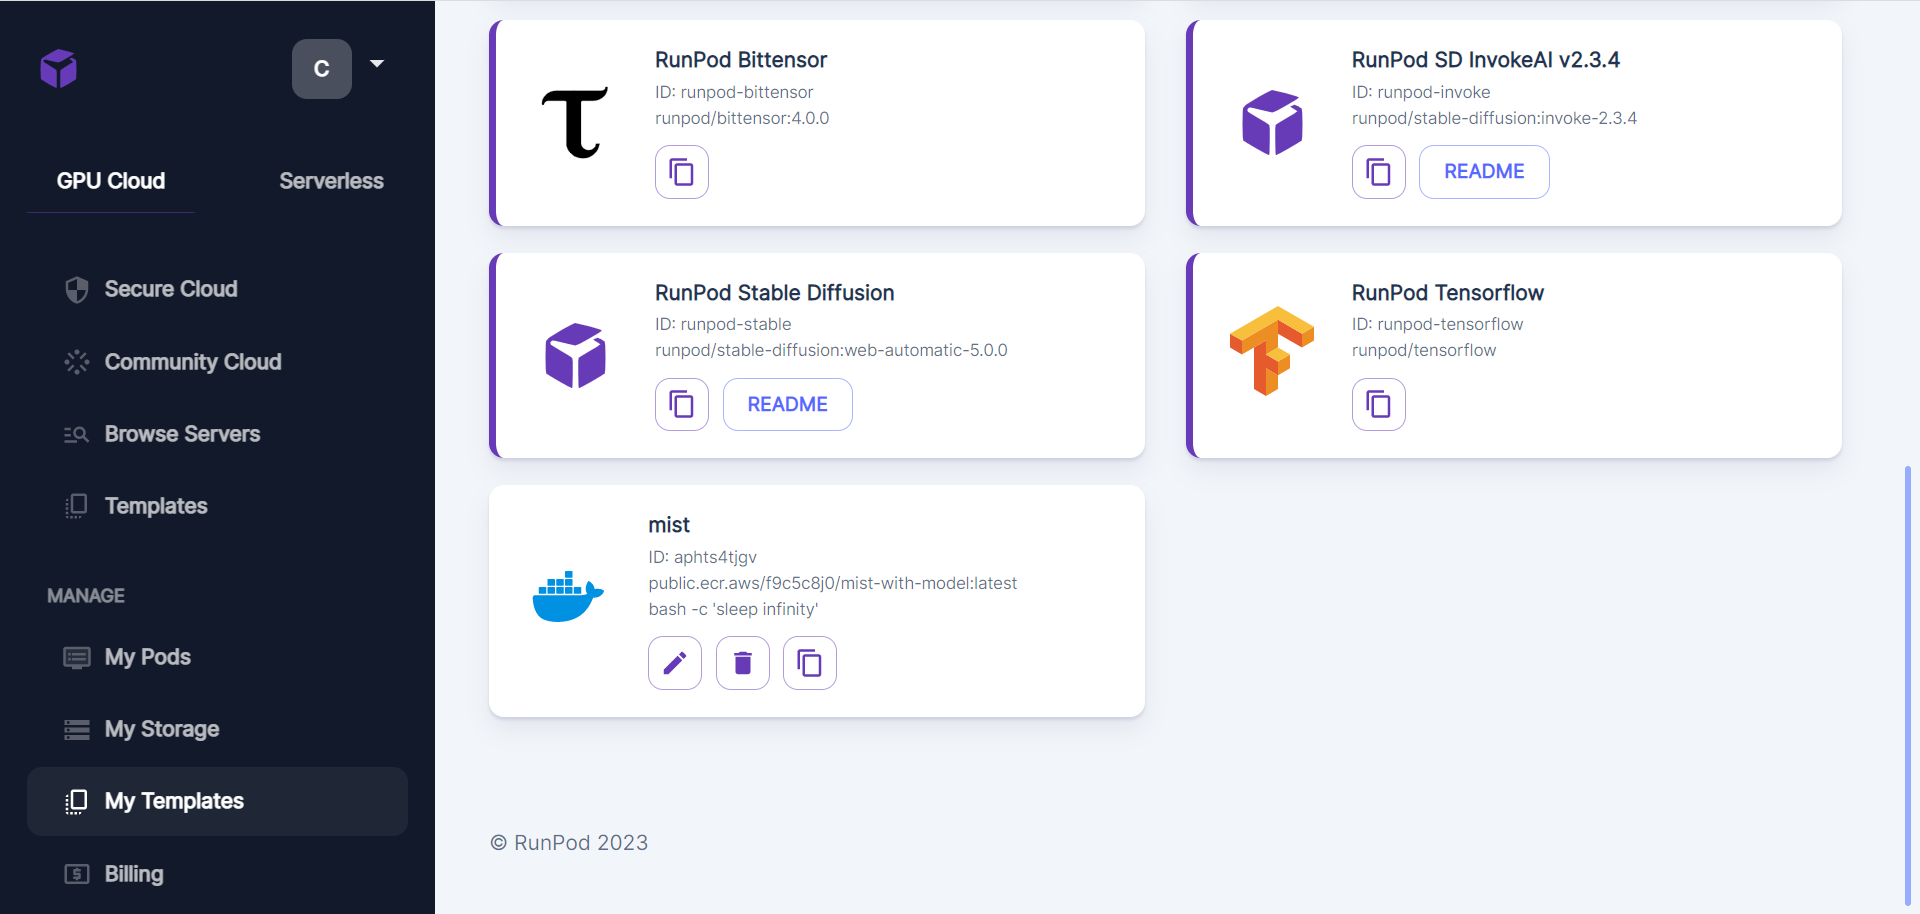 C
GPU Cloud
Serverless
Secure Cloud
Community Cloud
Browse Servers
Templates
MANAGE
My Pods
My Storage
My Templates
Billing
RunPod Bittensor
ID: runpod-bittensor
runpod/bittensor:4.0.0
RunPod SD InvokeAI v2.3.4
ID: runpod-invoke
runpod/stable-diffusion:invoke-2.3.4
README
RunPod Stable Diffusion
ID: runpod-stable
runpod/stable-diffusion:web-automatic-5.0.0
README
RunPod Tensorflow
ID: runpod-tensorflow
runpod/tensorflow
mist
ID: aphts4tjgv
public.ecr.aws/f9c5c8j0/mist-with-model:latest
bash -c 'sleep infinity'
© RunPod 2023